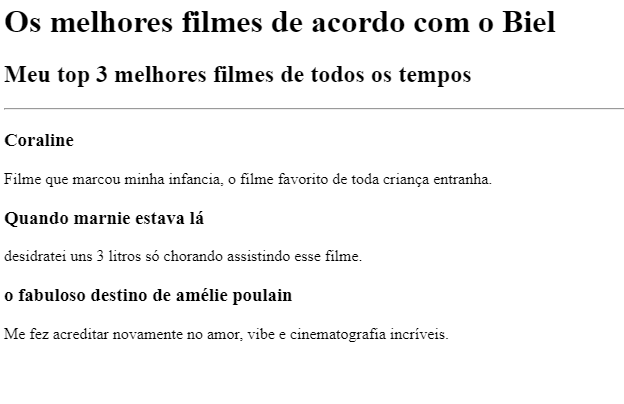 Os melhores filmes de acordo com o Biel
Meu top 3 melhores filmes de todos os tempos
Coraline
Filme que marcou minha infancia, o filme favorito de toda criança entranha.
Quando marnie estava lá
desidratei uns 3 litros só chorando assistindo esse filme.
o fabuloso destino de amélie poulain
Me fez acreditar novamente no amor, vibe e cinematografia incríveis.